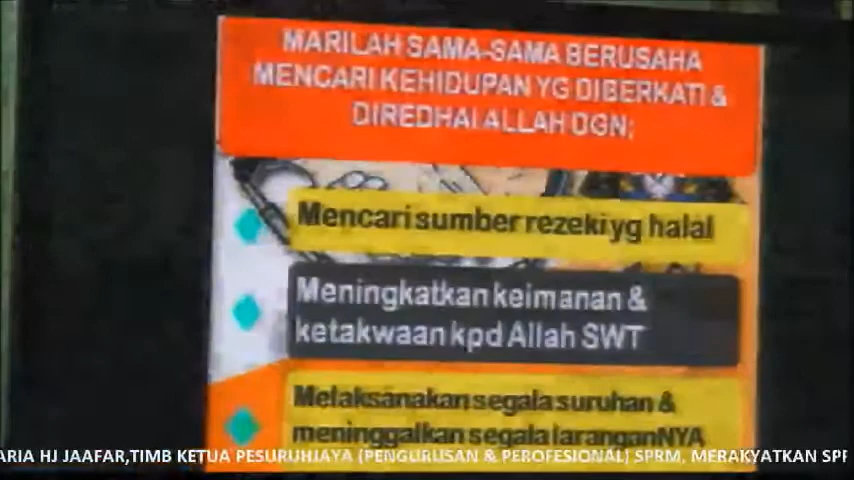 MARILAH SAMA-SAMA BERUSAHA
MENCARI KEHIDUPAN YG DIBERKATI &
DIREDHAI ALLAH DGN;
Mencari sumber rezeki yg halal
Meningkatkan keimanan &
ketakwaan kpd Allah SWT
Melaksanakan segala suruhan &
meninggalkan segala laranganNYA
ARIA HJ JAAFAR,TIMB KETUA PESURUHJAYA (PENGURUSAN & PEROFESIONAL) SPRM, MERAKYATKAN SPR